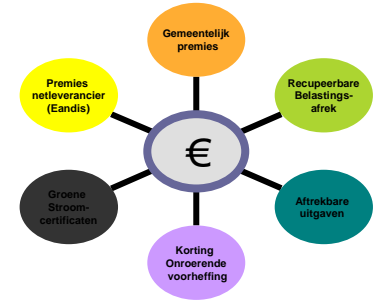 Gemeentelijk
premies
Premies
netleverancier
(Eandis)
Recupeerbare
Belastings-
afrek
€
Groene
Stroom-
certificaten
Aftrekbare
uitgaven
Korting
Onroerende
voorheffing